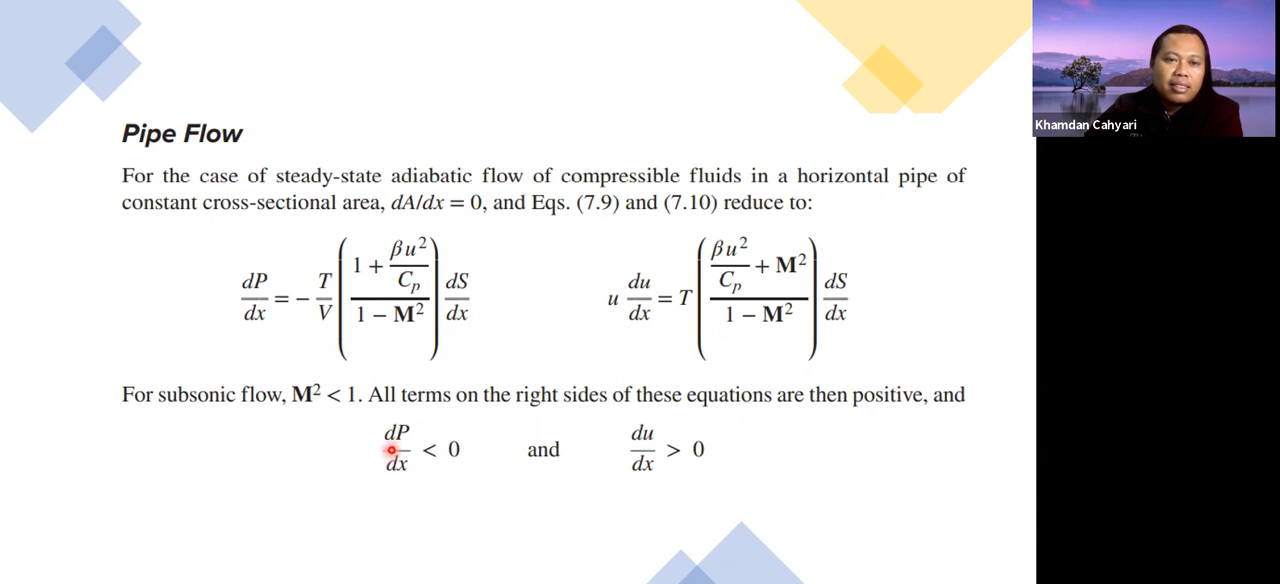 Pipe Flow
For the case of steady-state adiabatic flow of compressible fluids in a horizontal pipe of
constant cross-sectional area, dA/dx = 0, and Eqs. (7.9) and (7.10) reduce to:
dP/dx = − T/V ((1 + βu²/Cₚ)/(1 − M²)) dS/dx
u du/dx = T ((βu²/Cₚ + M²)/(1 − M²)) dS/dx
For subsonic flow, M² < 1. All terms on the right sides of these equations are then positive, and
dP/dx < 0 and du/dx > 0
Khamdan Cahyari